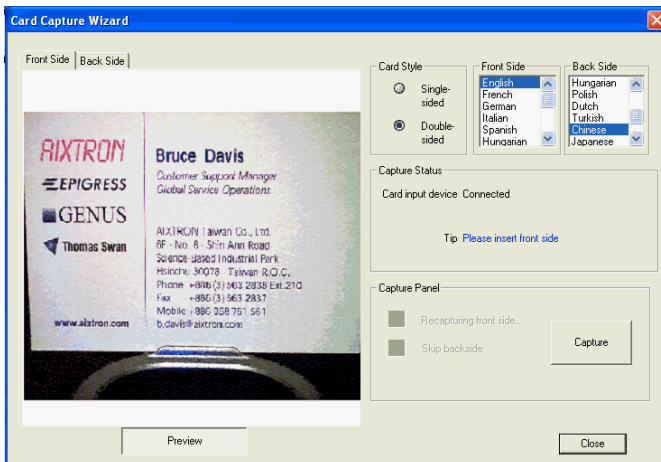 Card Capture Wizard
Front Side
Back Side
AIXTRON
EPIGRESS
GENUS
Thomas Swan
www.aixtron.com
Bruce Davis
Customer Support Manager
Global Service Operations
AIXTRON Taiwan Co., Ltd.
6F - No. 8 - Shin Ann Road
Science-Based Industrial Park
Hsinchu 30078 Taiwan R.O.C.
Phone +886 (3) 563 2838 Ext.210
Fax +886 (3) 563 2837
Mobile +886 958 761 561
b.davis@aixtron.com
Preview
Card Style
Single-
sided
Double-
sided
Front Side
English
French
German
Italian
Spanish
Hungarian
Back Side
Hungarian
Polish
Dutch
Turkish
Chinese
Japanese
Capture Status
Card input device Connected
Tip Please insert front side
Capture Panel
Recapturing front side..
Skip backside
Capture
Close